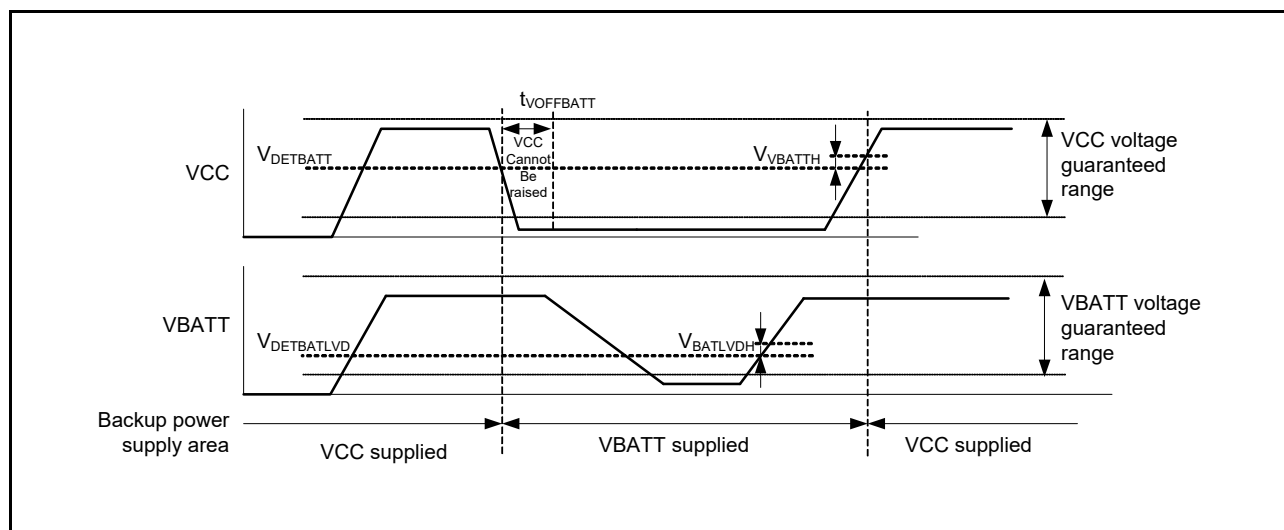 tVOFFBATT
VCC
VDETBATT
VCC
Cannot
Be
raised
VVBATTH
VCC voltage
guaranteed
range
VBATT
VDETBATLVD
VBATLVDH
VBATT voltage
guaranteed
range
Backup power
supply area
VCC supplied
VBATT supplied
VCC supplied